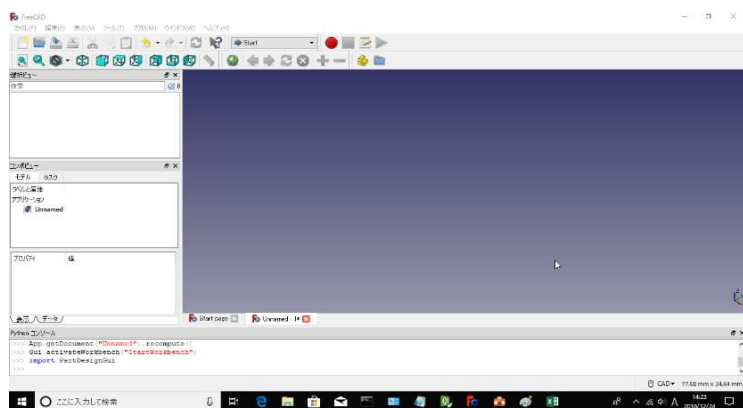 FreeCAD
ファイル(F) 編集(E) 表示(V) ツール(T) マクロ(M) ウィンドウ(W) ヘルプ(H)
Start
選択ビュー
検索
0
コンボビュー
モデル タスク
ラベルと属性
アプリケーション
Unnamed
プロパティ 値
表示 データ
Start page Unnamed : 1*
Python コンソール
>>> App.getDocument("Unnamed").recompute()
>>> Gui.activateWorkbench("StartWorkbench")
>>> import PartDesignGui
>>>
CAD 77.68 mm x 34.64 mm
ここに入力して検索
14:23
2018/12/24